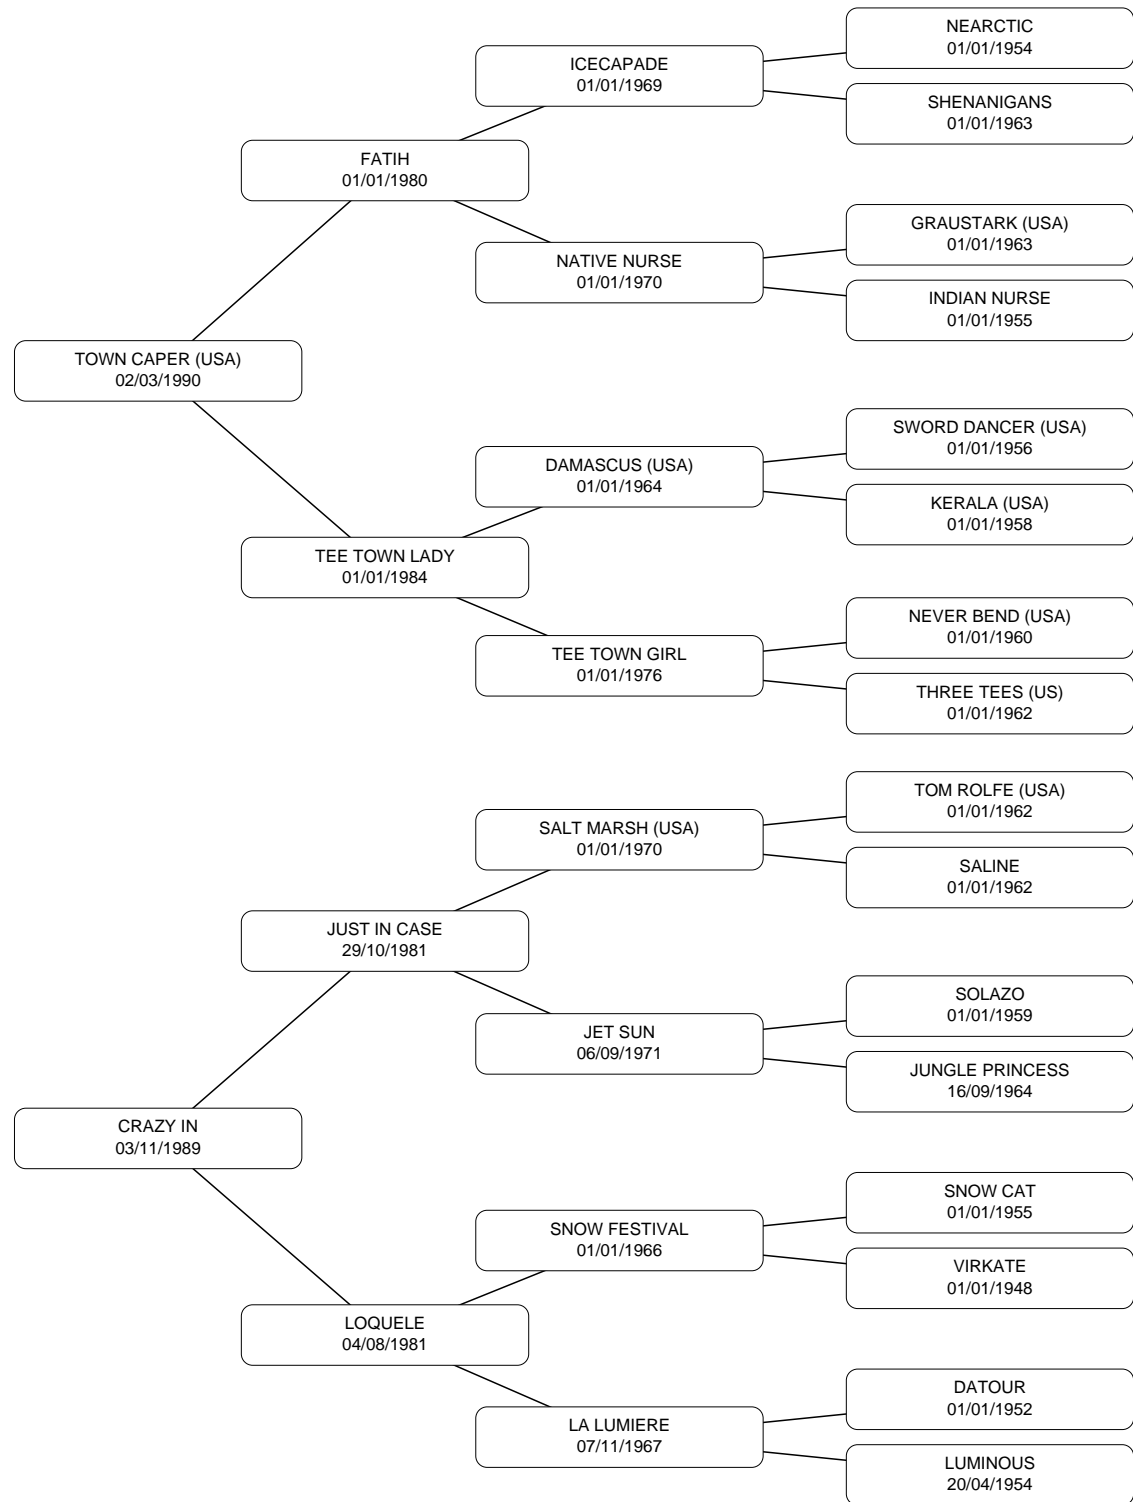 NEARCTIC
01/01/1954
ICECAPADE
01/01/1969
SHENANIGANS
01/01/1963
FATIH
01/01/1980
GRAUSTARK (USA)
01/01/1963
NATIVE NURSE
01/01/1970
INDIAN NURSE
01/01/1955
TOWN CAPER (USA)
02/03/1990
SWORD DANCER (USA)
01/01/1956
DAMASCUS (USA)
01/01/1964
KERALA (USA)
01/01/1958
TEE TOWN LADY
01/01/1984
NEVER BEND (USA)
01/01/1960
TEE TOWN GIRL
01/01/1976
THREE TEES (US)
01/01/1962
TOM ROLFE (USA)
01/01/1962
SALT MARSH (USA)
01/01/1970
SALINE
01/01/1962
JUST IN CASE
29/10/1981
SOLAZO
01/01/1959
JET SUN
06/09/1971
JUNGLE PRINCESS
16/09/1964
CRAZY IN
03/11/1989
SNOW CAT
01/01/1955
SNOW FESTIVAL
01/01/1966
VIRKATE
01/01/1948
LOQUELE
04/08/1981
DATOUR
01/01/1952
LA LUMIERE
07/11/1967
LUMINOUS
20/04/1954